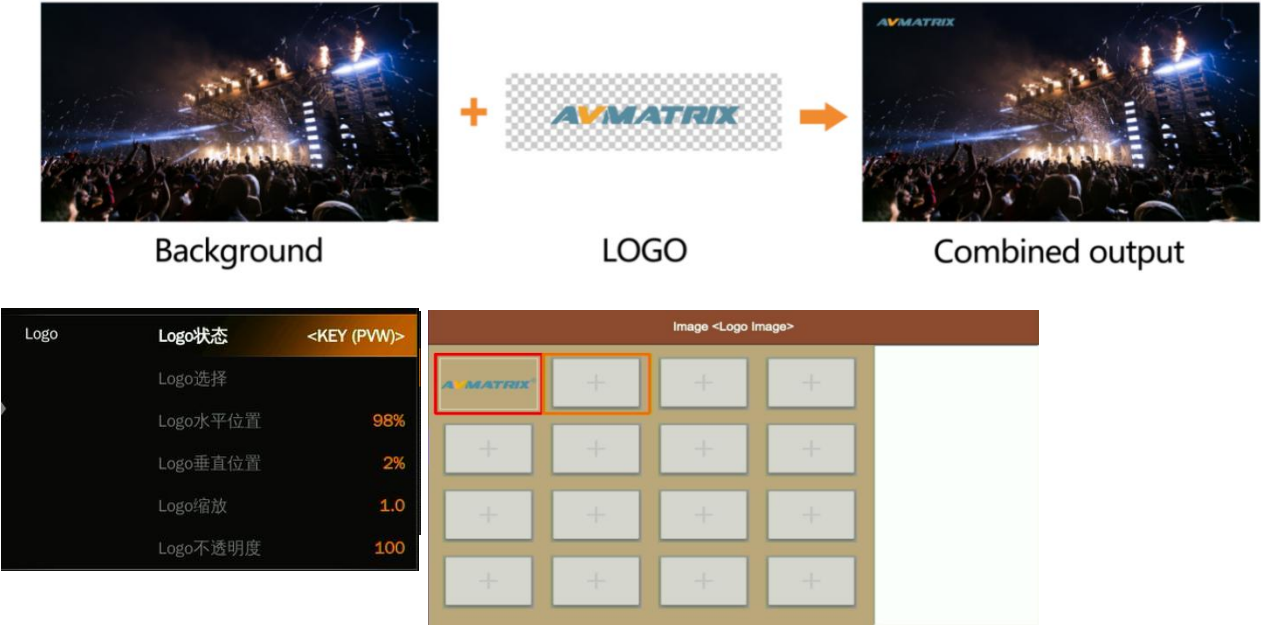 AVMATRIX
AVMATRIX
Background
LOGO
Combined output
Logo
Logo状态 <KEY (PVW)>
Logo选择
Logo水平位置 98%
Logo垂直位置 2%
Logo缩放 1.0
Logo不透明度 100
Image <Logo Image>
AVMATRIX®